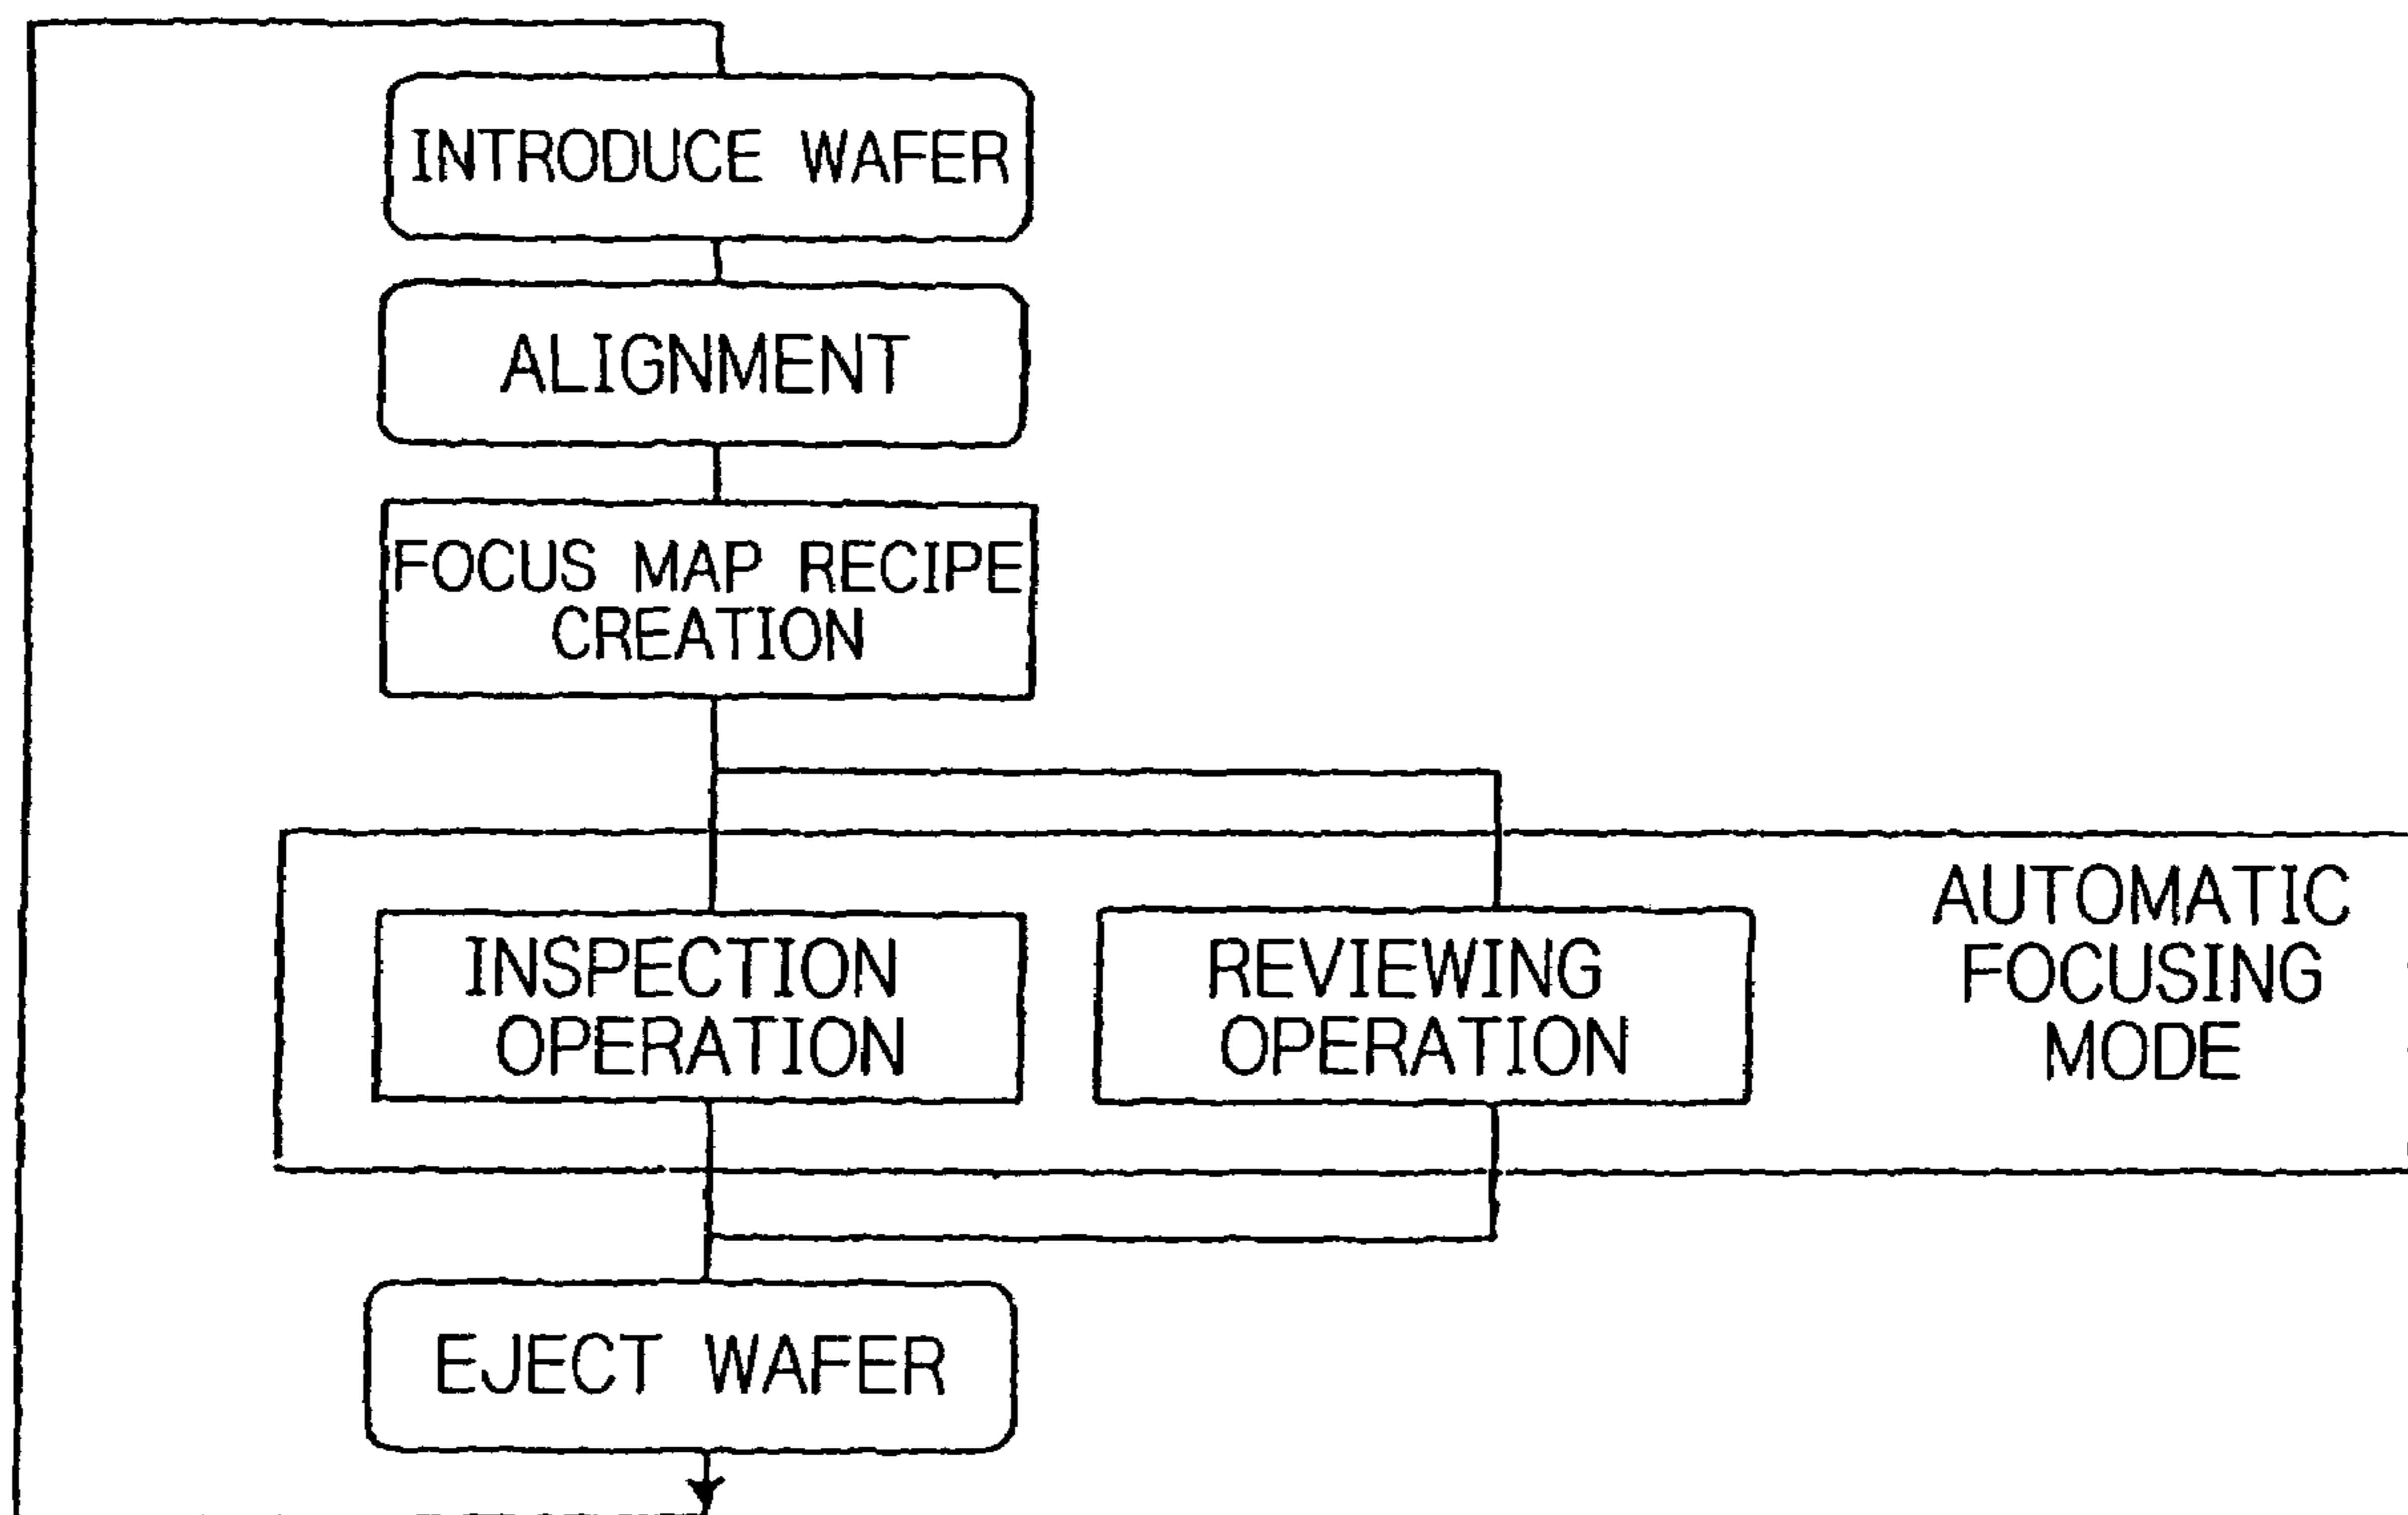 INTRODUCE WAFER
ALIGNMENT
FOCUS MAP RECIPE
CREATION
INSPECTION
OPERATION
REVIEWING
OPERATION
AUTOMATIC
FOCUSING
MODE
EJECT WAFER